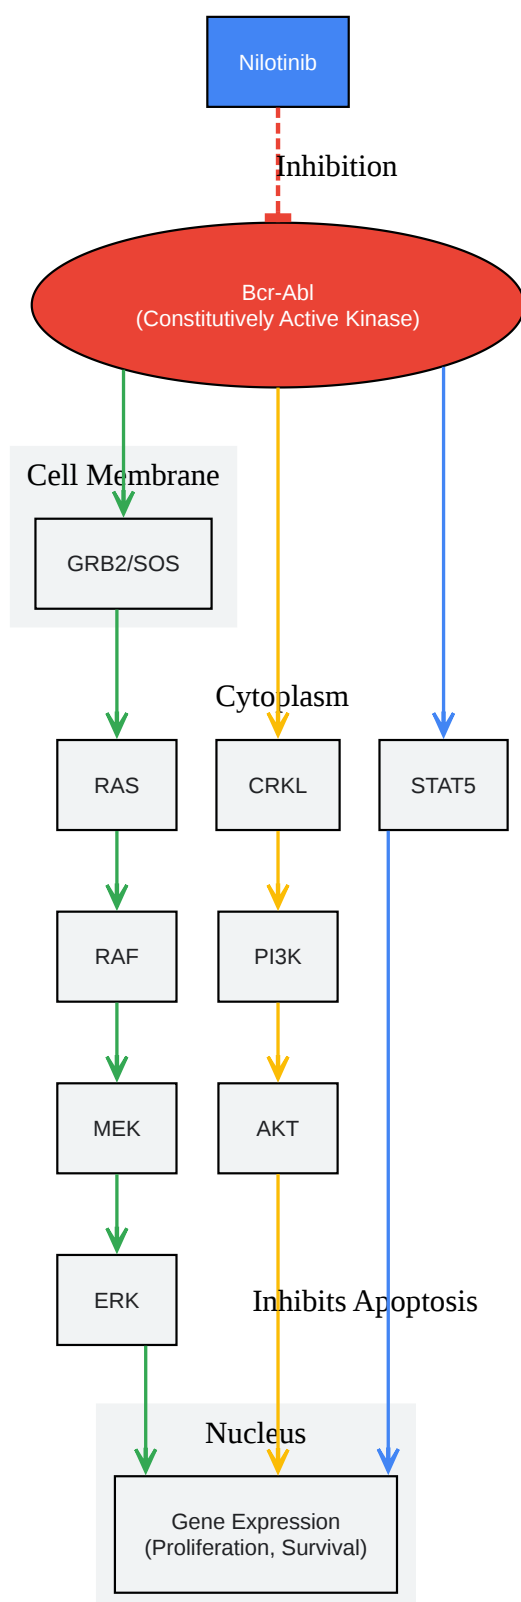 Nilotinib
Inhibition
Bcr-Abl
(Constitutively Active Kinase)
Cell Membrane
GRB2/SOS
Cytoplasm
RAS
CRKL
STAT5
RAF
PI3K
MEK
AKT
ERK
Inhibits Apoptosis
Nucleus
Gene Expression
(Proliferation, Survival)